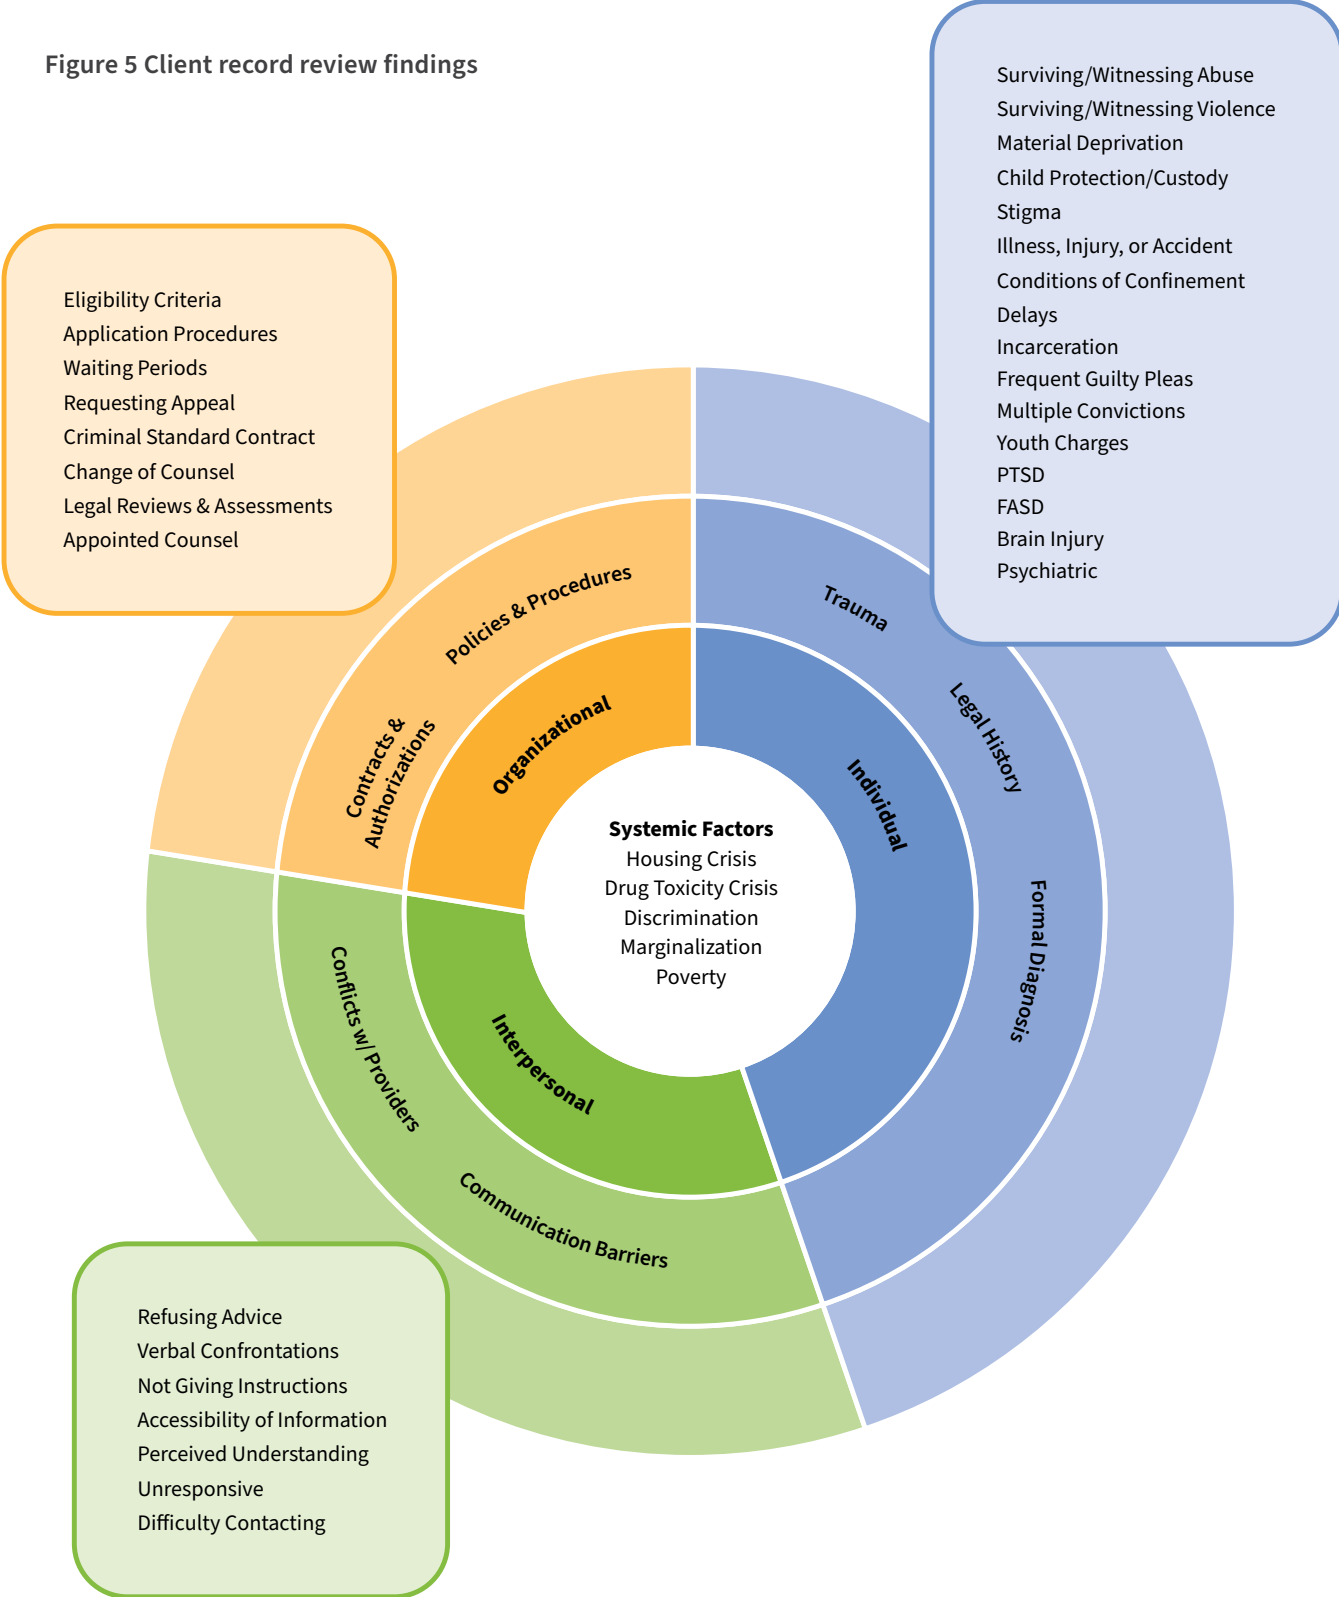 Figure 5 Client record review findings
Surviving/Witnessing Abuse
Surviving/Witnessing Violence
Material Deprivation
Child Protection/Custody
Stigma
Illness, Injury, or Accident
Conditions of Confinement
Delays
Incarceration
Frequent Guilty Pleas
Multiple Convictions
Youth Charges
PTSD
FASD
Brain Injury
Psychiatric
Eligibility Criteria
Application Procedures
Waiting Periods
Requesting Appeal
Criminal Standard Contract
Change of Counsel
Legal Reviews & Assessments
Appointed Counsel
Policies & Procedures
Contracts &
Authorizations
Organizational
Trauma
Legal History
Formal Diagnosis
Individual
Systemic Factors
Housing Crisis
Drug Toxicity Crisis
Discrimination
Marginalization
Poverty
Interpersonal
Conflicts w/ Providers
Communication Barriers
Refusing Advice
Verbal Confrontations
Not Giving Instructions
Accessibility of Information
Perceived Understanding
Unresponsive
Difficulty Contacting